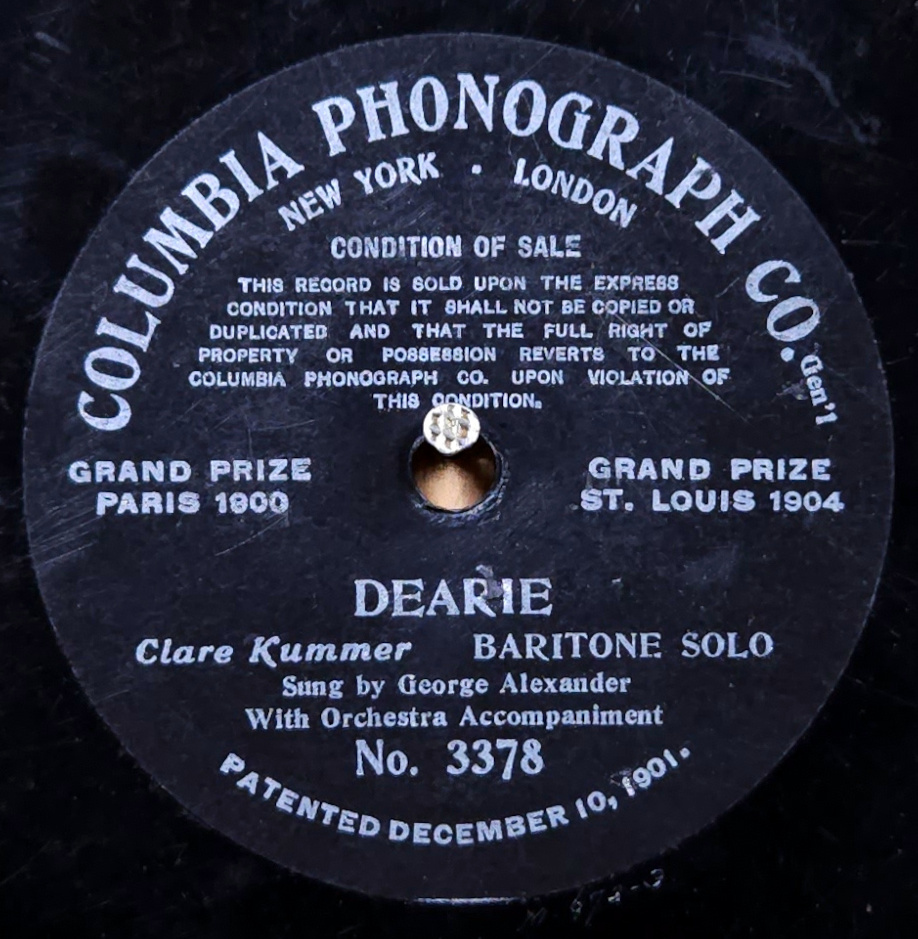 COLUMBIA PHONOGRAPH CO. Gen'l
NEW YORK · LONDON
CONDITION OF SALE
THIS RECORD IS SOLD UPON THE EXPRESS
CONDITION THAT IT SHALL NOT BE COPIED OR
DUPLICATED AND THAT THE FULL RIGHT OF
PROPERTY OR POSSESSION REVERTS TO THE
COLUMBIA PHONOGRAPH CO. UPON VIOLATION OF
THIS CONDITION.
GRAND PRIZE
PARIS 1900
GRAND PRIZE
ST. LOUIS 1904
DEARIE
Clare Kummer BARITONE SOLO
Sung by George Alexander
With Orchestra Accompaniment
No. 3378
PATENTED DECEMBER 10, 1901.